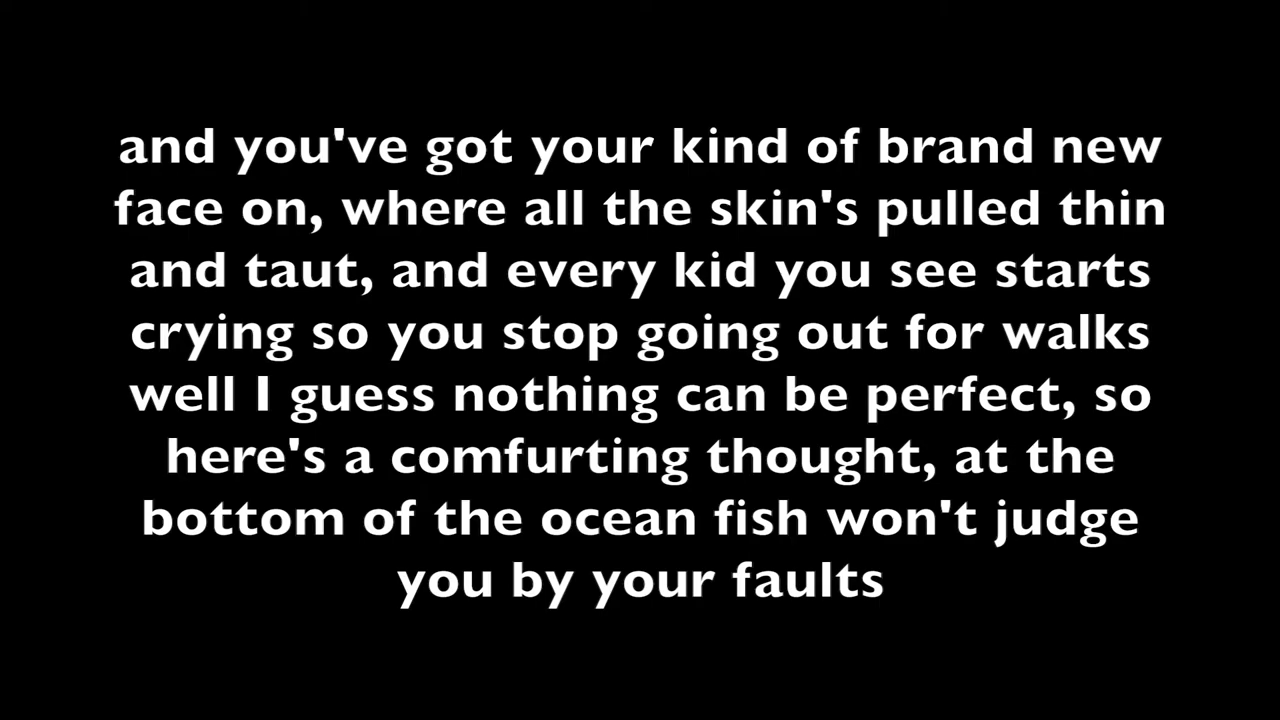 and you've got your kind of brand new
face on, where all the skin's pulled thin
and taut, and every kid you see starts
crying so you stop going out for walks
well I guess nothing can be perfect, so
here's a comfurting thought, at the
bottom of the ocean fish won't judge
you by your faults